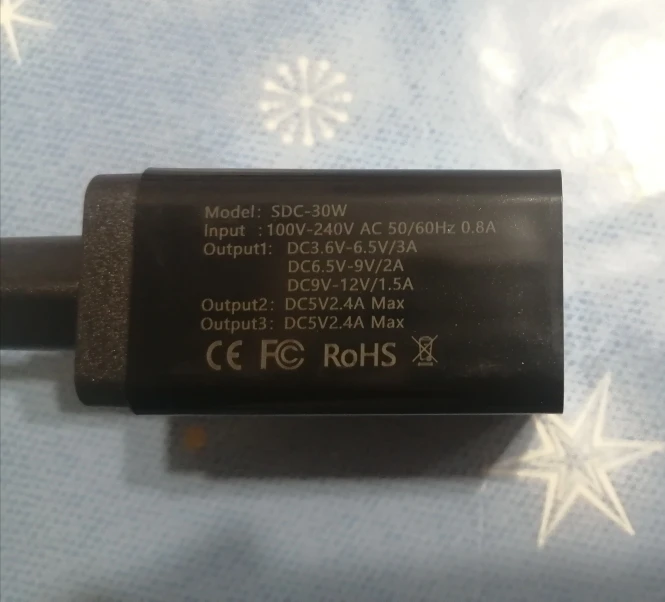 Model: SDC-30W
Input : 100V-240V AC 50/60Hz 0.8A
Output1: DC3.6V-6.5V/3A
DC6.5V-9V/2A
DC9V-12V/1.5A
Output2: DC5V2.4A Max
Output3: DC5V2.4A Max
CE FC RoHS